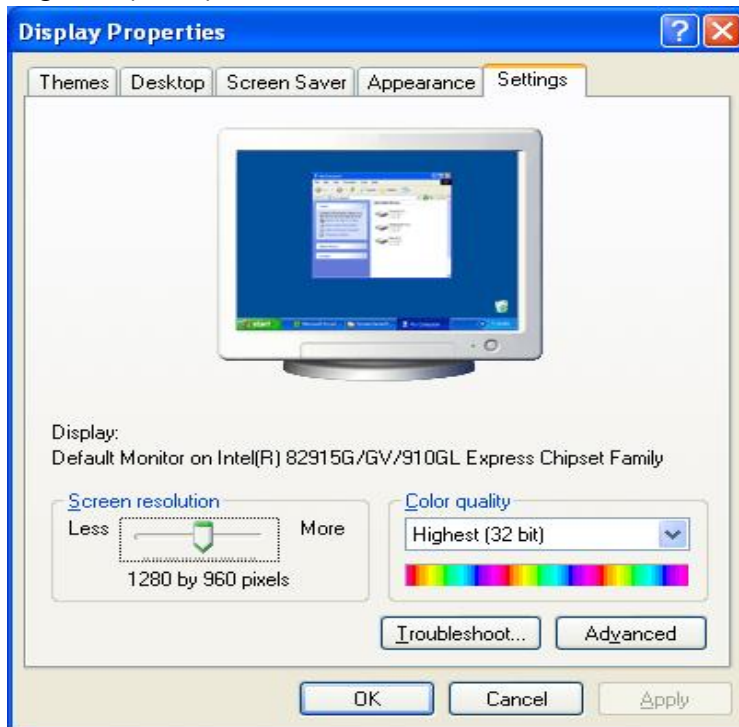 Display Properties
Themes Desktop Screen Saver Appearance Settings
start
Display:
Default Monitor on Intel(R) 82915G/GV/910GL Express Chipset Family
Screen resolution
Less More
1280 by 960 pixels
Color quality
Highest (32 bit)
Troubleshoot... Advanced
OK Cancel Apply